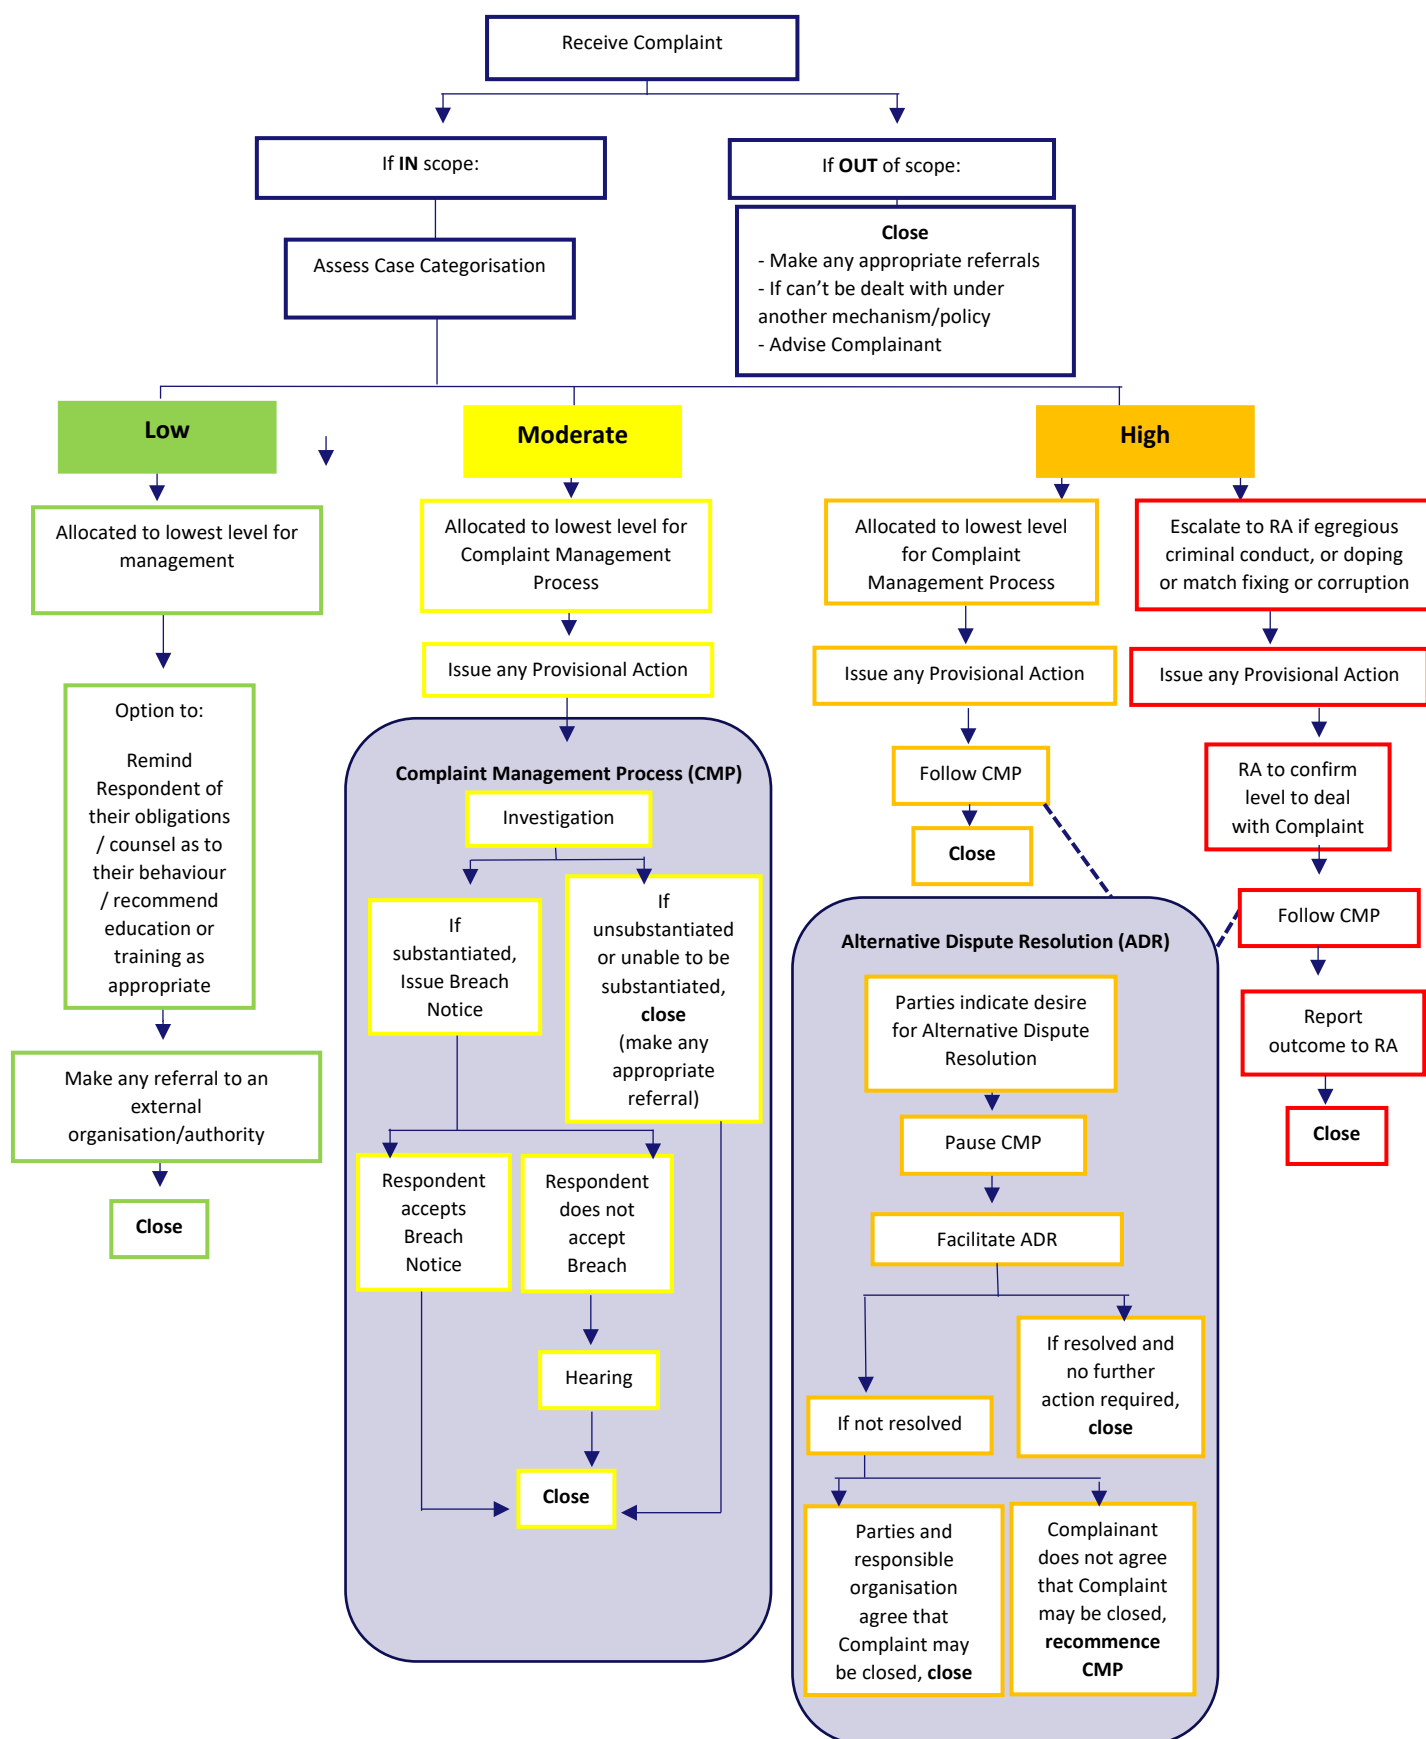 Receive Complaint
If IN scope:
If OUT of scope:
Assess Case Categorisation
Close
- Make any appropriate referrals
- If can’t be dealt with under
another mechanism/policy
- Advise Complainant
Low
Moderate
High
Allocated to lowest level for
management
Option to:
Remind
Respondent of
their obligations
/ counsel as to
their behaviour
/ recommend
education or
training as
appropriate
Make any referral to an
external
organisation/authority
Close
Allocated to lowest level for
Complaint Management
Process
Issue any Provisional Action
Complaint Management Process (CMP)
Investigation
If
substantiated,
Issue Breach
Notice
If
unsubstantiated
or unable to be
substantiated,
close
(make any
appropriate
referral)
Respondent
accepts
Breach
Notice
Respondent
does not
accept
Breach
Hearing
Close
Allocated to lowest level
for Complaint
Management Process
Issue any Provisional Action
Follow CMP
Close
Escalate to RA if egregious
criminal conduct, or doping
or match fixing or corruption
Issue any Provisional Action
RA to confirm
level to deal
with Complaint
Follow CMP
Report
outcome to RA
Close
Alternative Dispute Resolution (ADR)
Parties indicate desire
for Alternative Dispute
Resolution
Pause CMP
Facilitate ADR
If resolved and
no further
action required,
close
If not resolved
Parties and
responsible
organisation
agree that
Complaint may
be closed, close
Complainant
does not agree
that Complaint
may be closed,
recommence
CMP